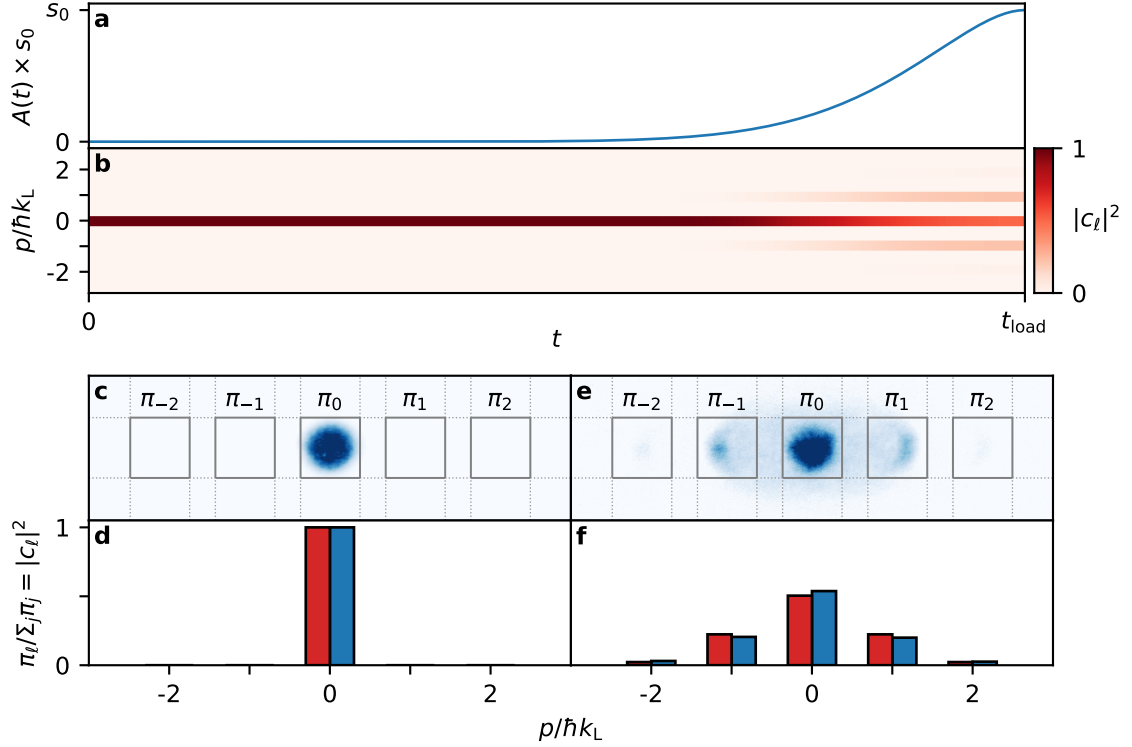 s₀
a
A(t) × s₀
0
b
2
0
-2
p/ħk_L
1
|c_ℓ|²
0
0
t
t_load
c
π₋₂
π₋₁
π₀
π₁
π₂
e
π₋₂
π₋₁
π₀
π₁
π₂
1
d
f
π_ℓ/Σ_jπ_j = |c_ℓ|²
0
-2
0
2
-2
0
2
p/ħk_L